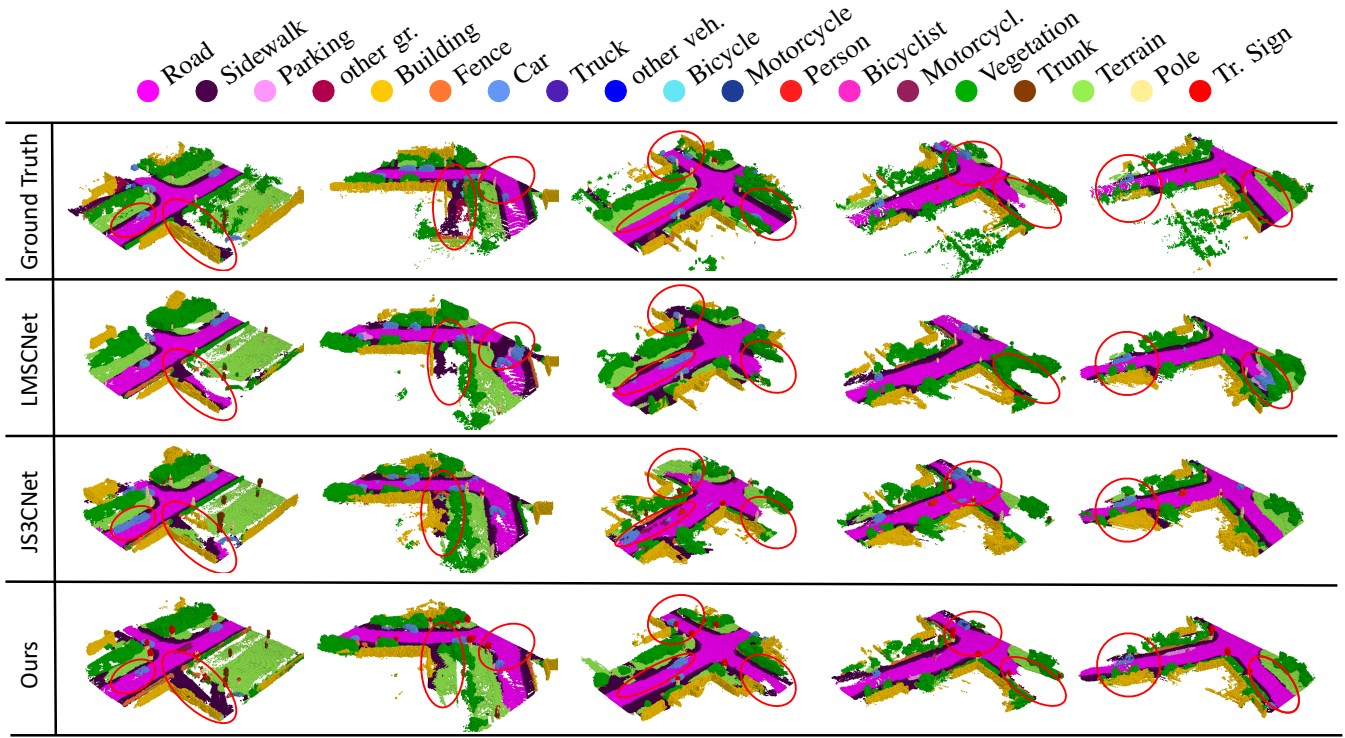 Road
Sidewalk
Parking
other gr.
Building
Fence
Car
Truck
other veh.
Bicycle
Motorcycle
Person
Bicyclist
Motorcycl.
Vegetation
Trunk
Terrain
Pole
Tr. Sign
Ground Truth
LMSCNet
JS3CNet
Ours